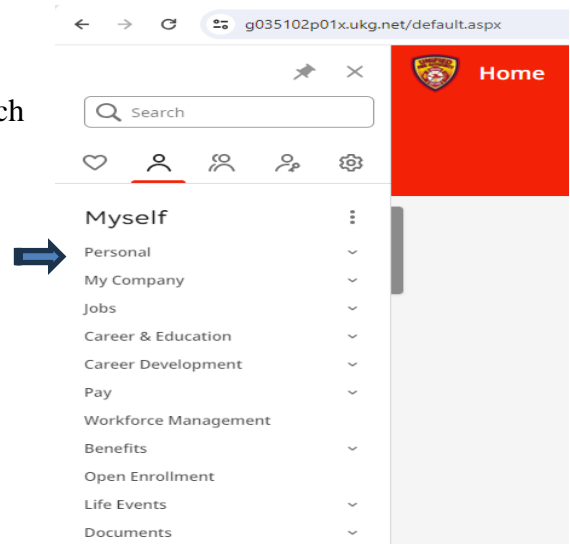 g035102p01x.ukg.net/default.aspx
Home
ch
Search
Myself
Personal
My Company
Jobs
Career & Education
Career Development
Pay
Workforce Management
Benefits
Open Enrollment
Life Events
Documents